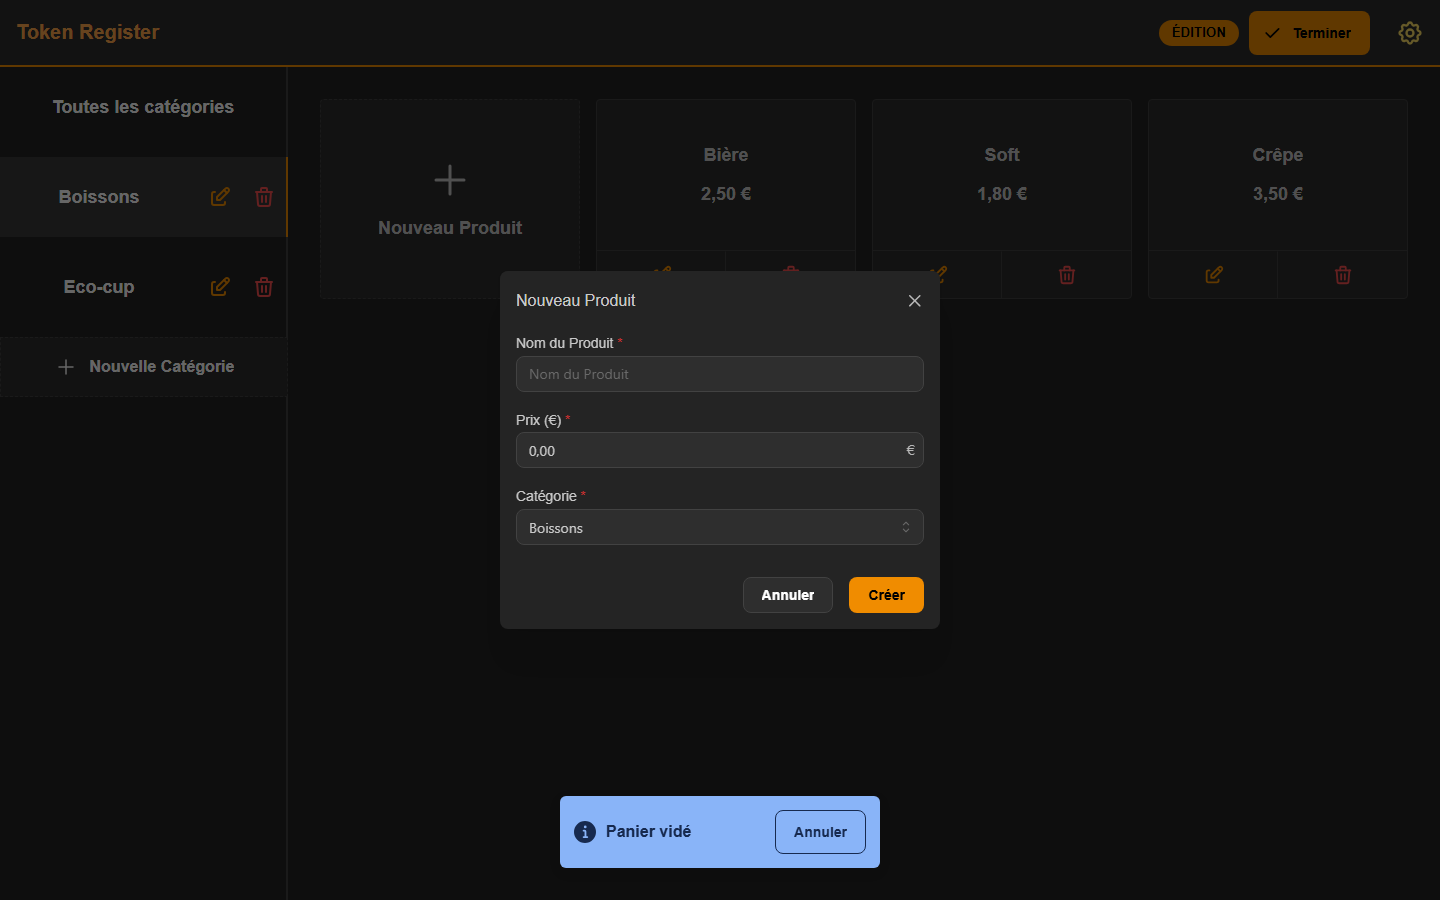 Token Register
ÉDITION
Terminer
Toutes les catégories
Boissons
Eco-cup
Nouvelle Catégorie
Nouveau Produit
Bière
2,50 €
Soft
1,80 €
Crêpe
3,50 €
Nouveau Produit
Nom du Produit *
Nom du Produit
Prix (€) *
0,00 €
Catégorie *
Boissons
Annuler
Créer
Panier vidé
Annuler